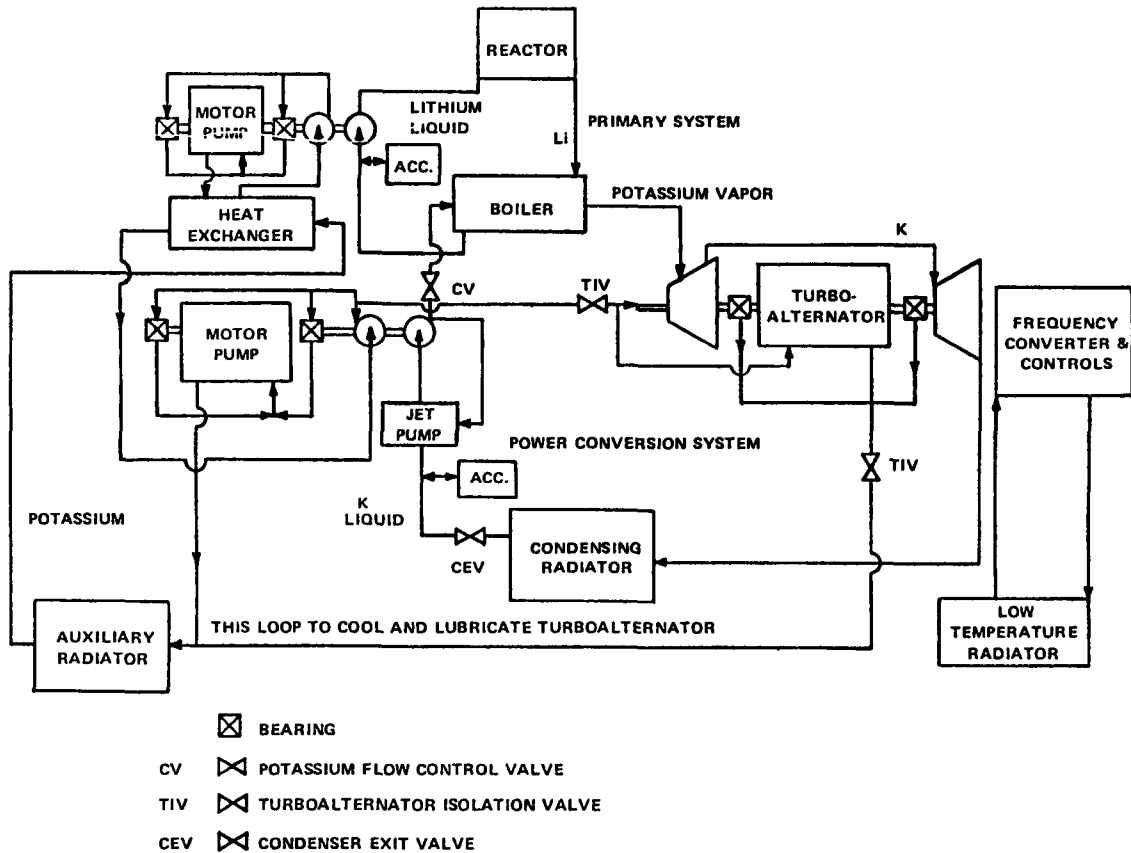 REACTOR
LITHIUM
LIQUID
PRIMARY SYSTEM
Li
MOTOR
PUMP
ACC.
HEAT
EXCHANGER
BOILER
POTASSIUM VAPOR
K
CV
TIV
TURBO-
ALTERNATOR
FREQUENCY
CONVERTER &
CONTROLS
MOTOR
PUMP
JET
PUMP
POWER CONVERSION SYSTEM
TIV
ACC.
K
LIQUID
POTASSIUM
CEV
CONDENSING
RADIATOR
AUXILIARY
RADIATOR
THIS LOOP TO COOL AND LUBRICATE TURBOALTERNATOR
LOW
TEMPERATURE
RADIATOR
BEARING
CV POTASSIUM FLOW CONTROL VALVE
TIV TURBOALTERNATOR ISOLATION VALVE
CEV CONDENSER EXIT VALVE